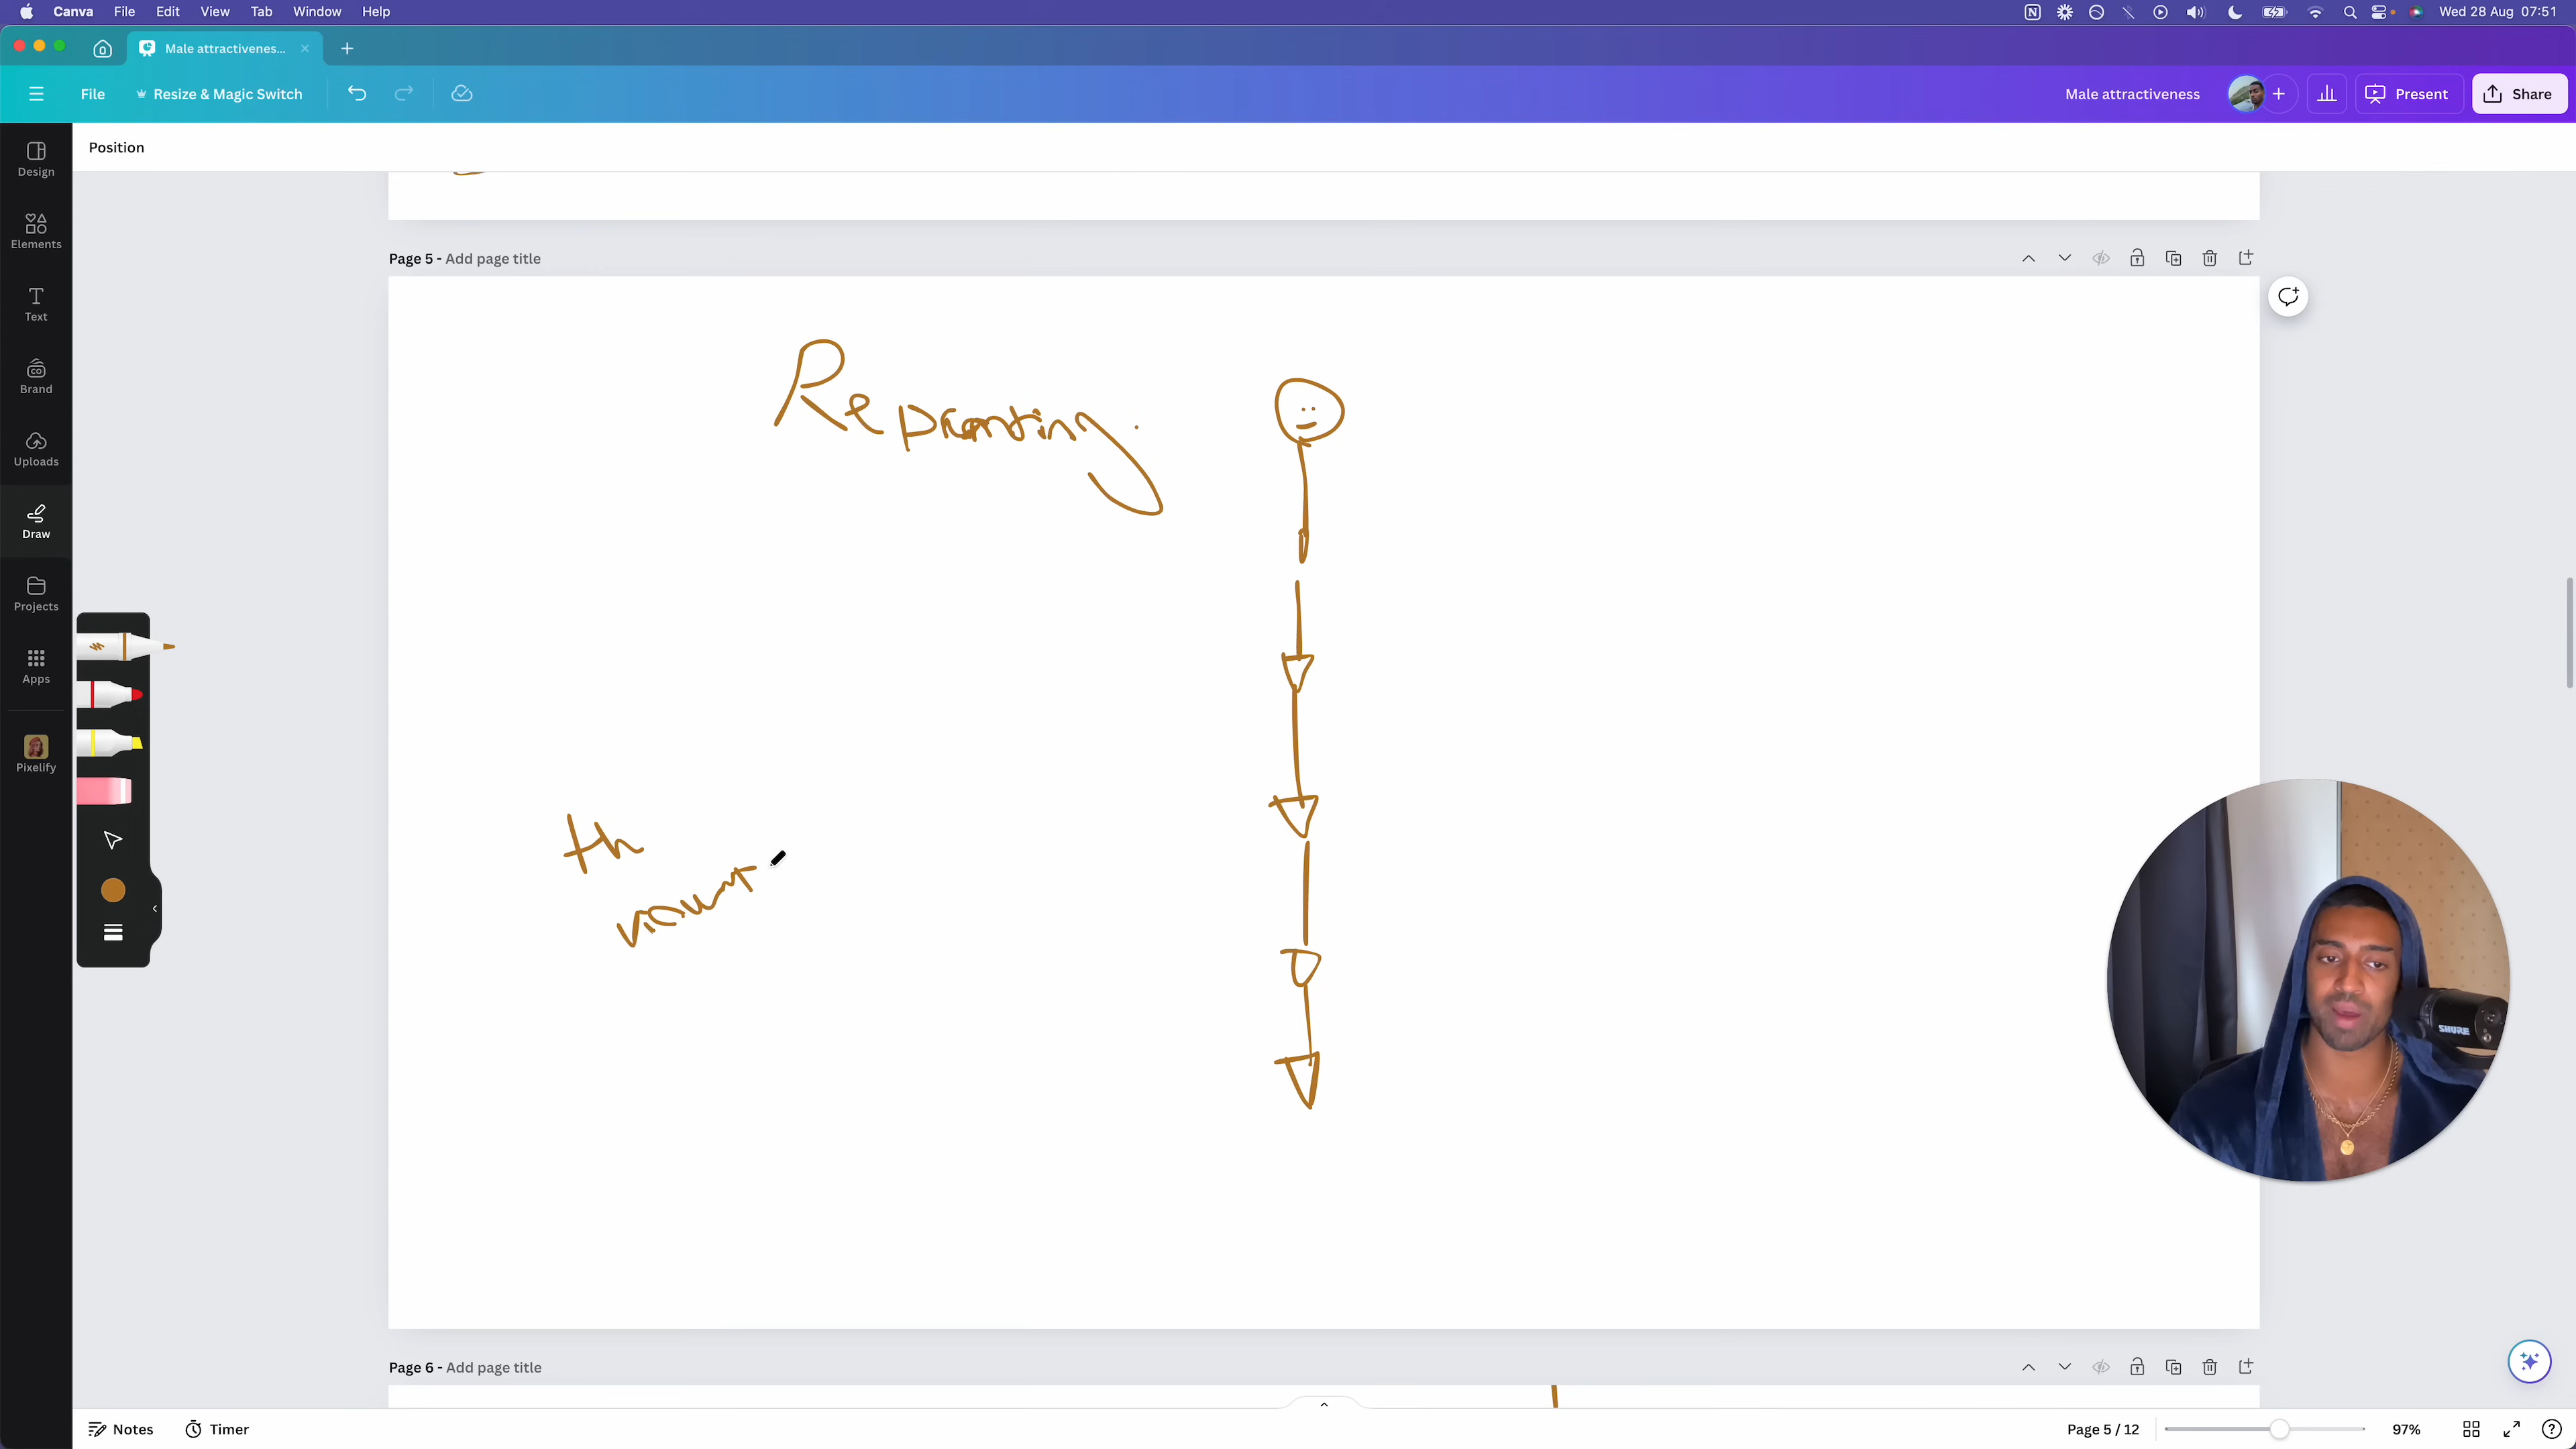 Canva File Edit View Tab Window Help
Wed 28 Aug 07:51
Male attractivenes...
File Resize & Magic Switch
Male attractiveness
Present
Share
Position
Design
Elements
Text
Brand
Uploads
Draw
Projects
Apps
Pixelify
Page 5 - Add page title
th
SHURE
Page 6 - Add page title
Notes Timer
Page 5 / 12
97%